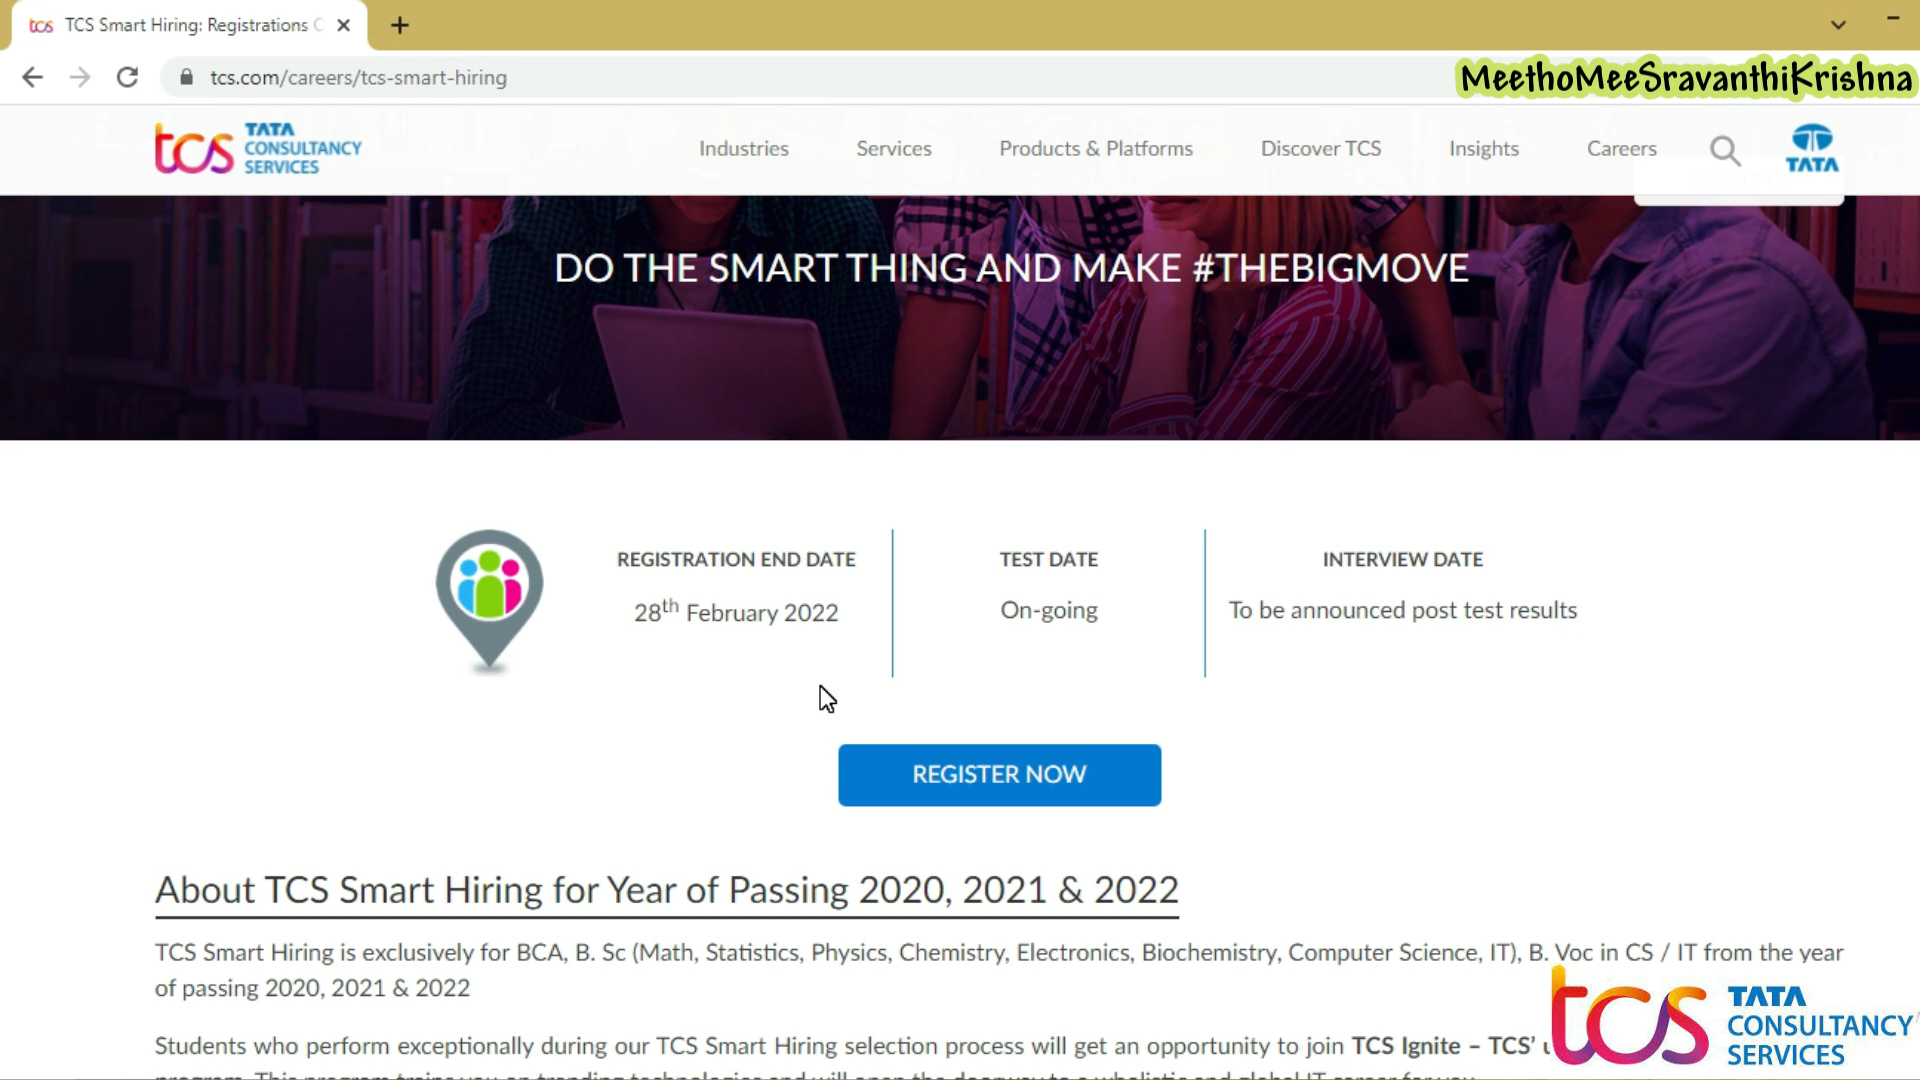 tcs TCS Smart Hiring: Registrations
tcs.com/careers/tcs-smart-hiring
MeethoMeeSravanthiKrishna
tcs TATA CONSULTANCY SERVICES
Industries Services Products & Platforms Discover TCS Insights Careers TATA
DO THE SMART THING AND MAKE #THEBIGMOVE
REGISTRATION END DATE TEST DATE INTERVIEW DATE
28th February 2022 On-going To be announced post test results
REGISTER NOW
About TCS Smart Hiring for Year of Passing 2020, 2021 & 2022
TCS Smart Hiring is exclusively for BCA, B. Sc (Math, Statistics, Physics, Chemistry, Electronics, Biochemistry, Computer Science, IT), B. Voc in CS / IT from the year
of passing 2020, 2021 & 2022
Students who perform exceptionally during our TCS Smart Hiring selection process will get an opportunity to join TCS Ignite – TCS'
tcs TATA
CONSULTANCY
SERVICES